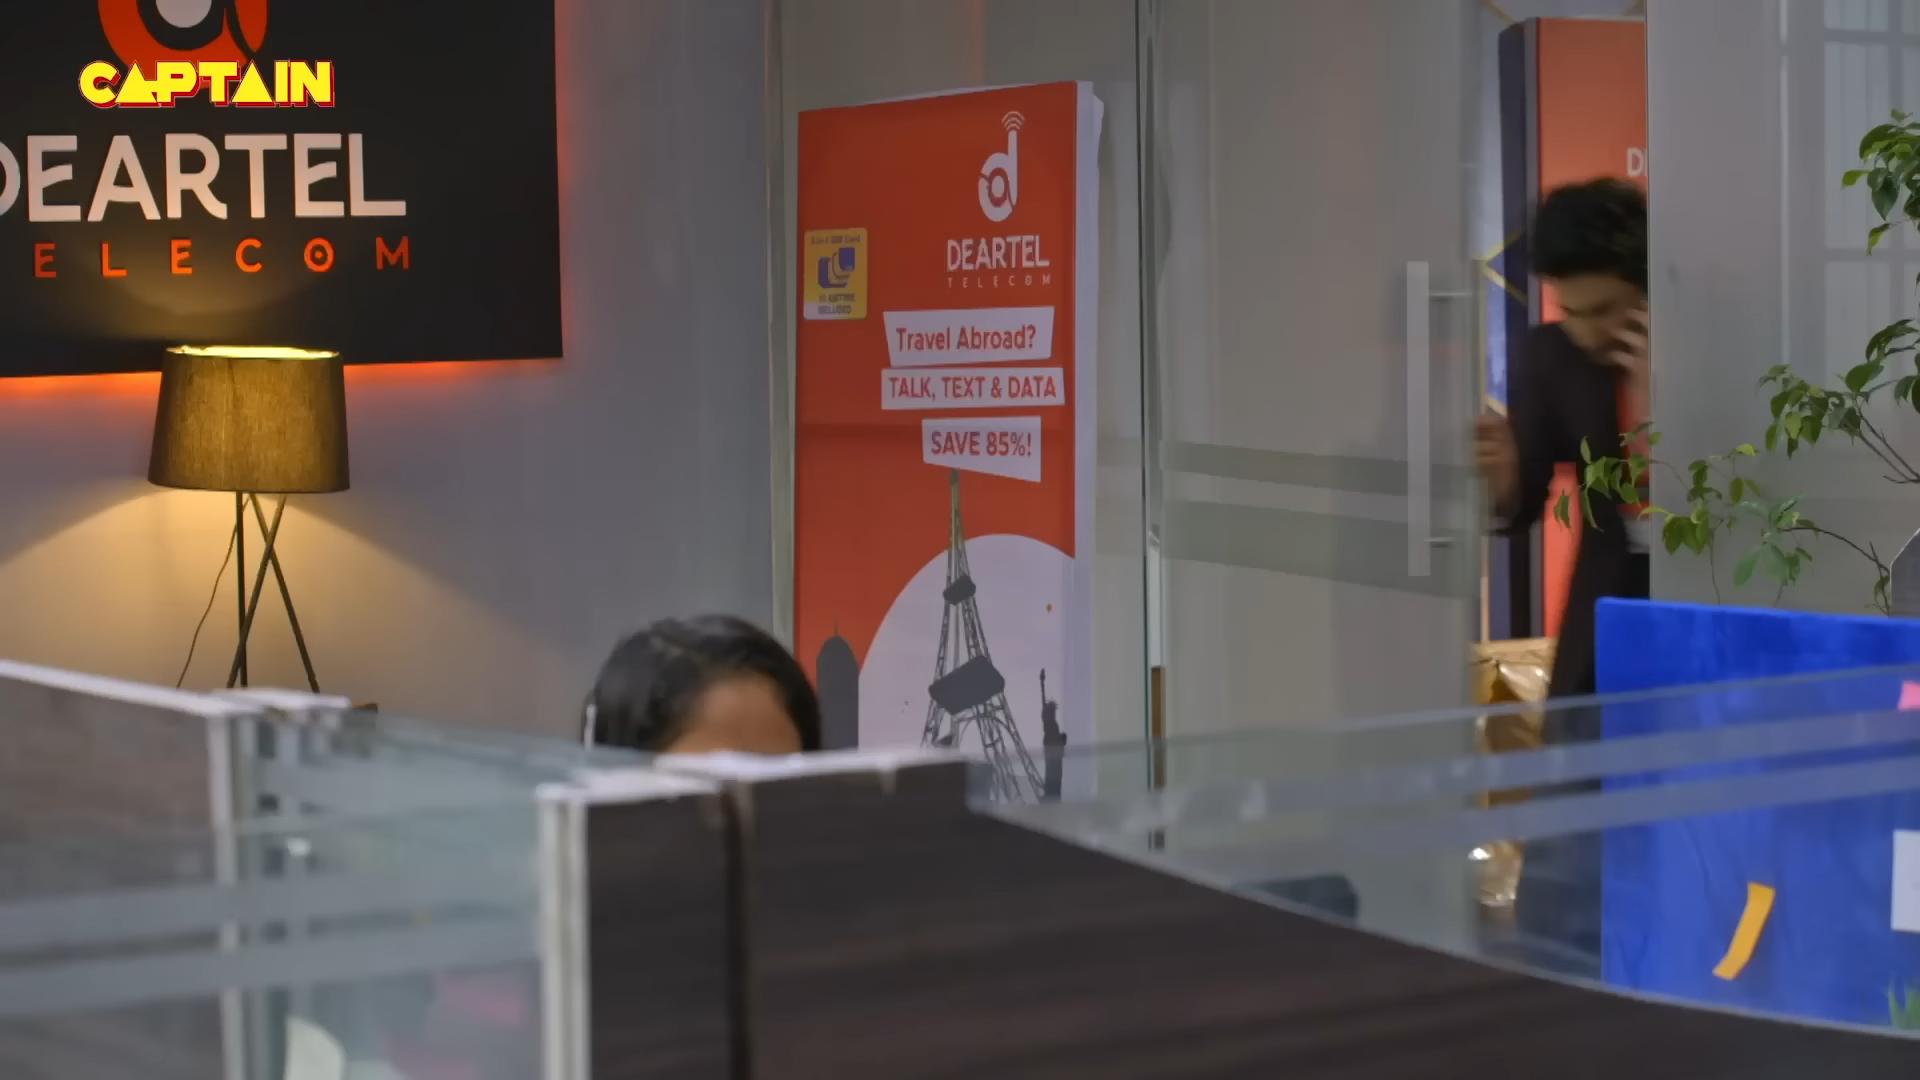 CAPTAIN
DEARTEL
ELECOM
DEARTEL
TELECOM
Travel Abroad?
TALK, TEXT & DATA
SAVE 85%!